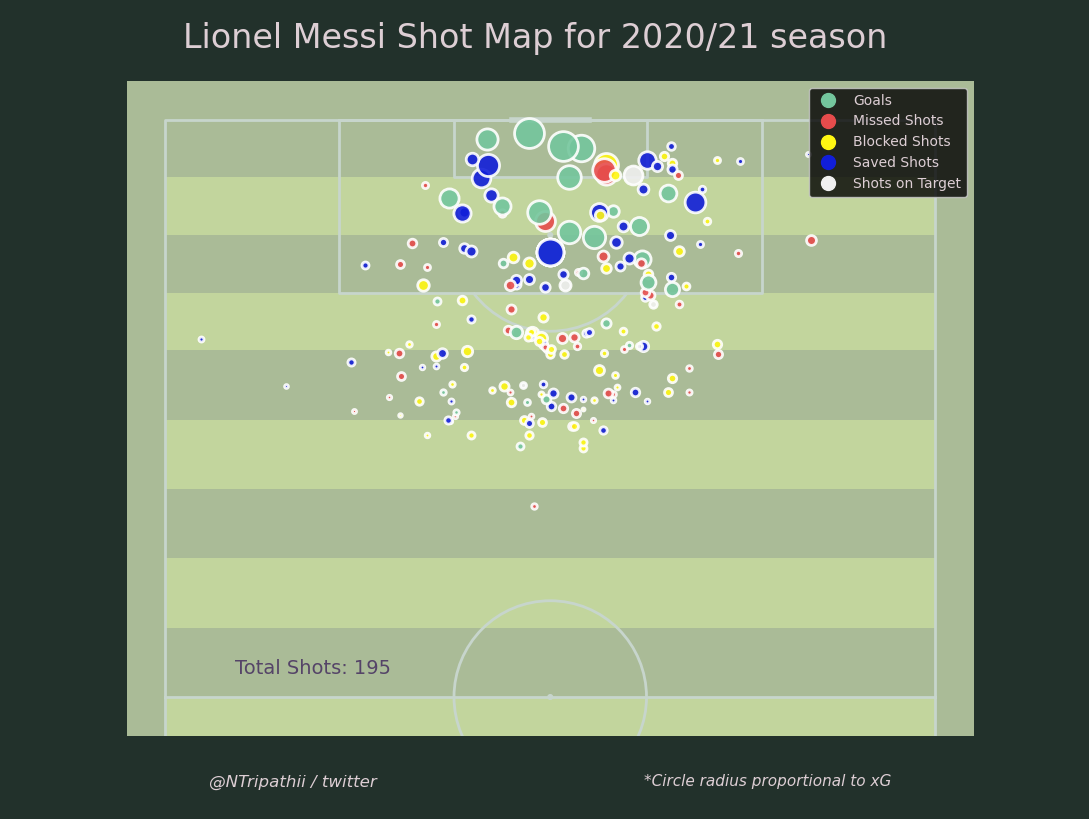 Lionel Messi Shot Map for 2020/21 season
Goals
Missed Shots
Blocked Shots
Saved Shots
Shots on Target
Total Shots: 195
@NTripathii / twitter
*Circle radius proportional to xG